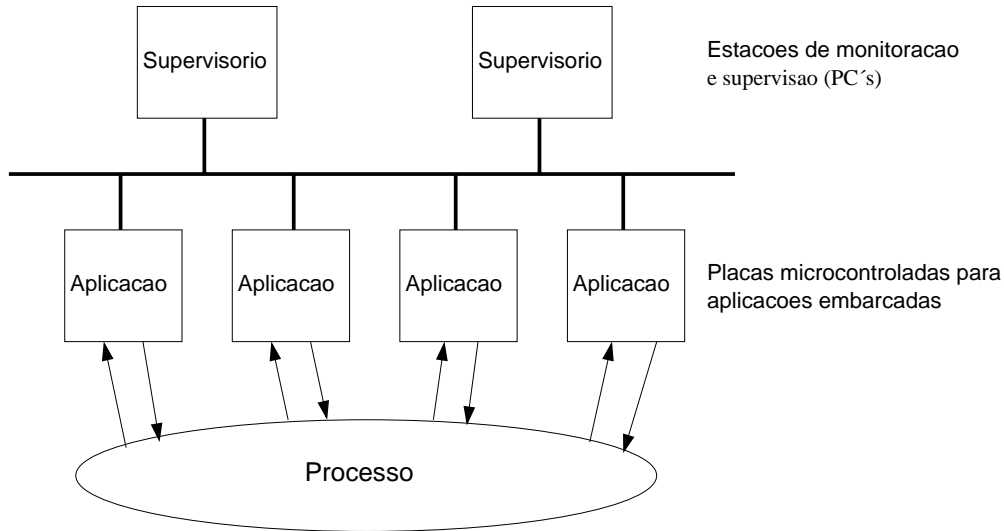 Supervisorio
Supervisorio
Estacoes de monitoracao
e supervisao (PC´s)
Aplicacao
Aplicacao
Aplicacao
Aplicacao
Placas microcontroladas para
aplicacoes embarcadas
Processo